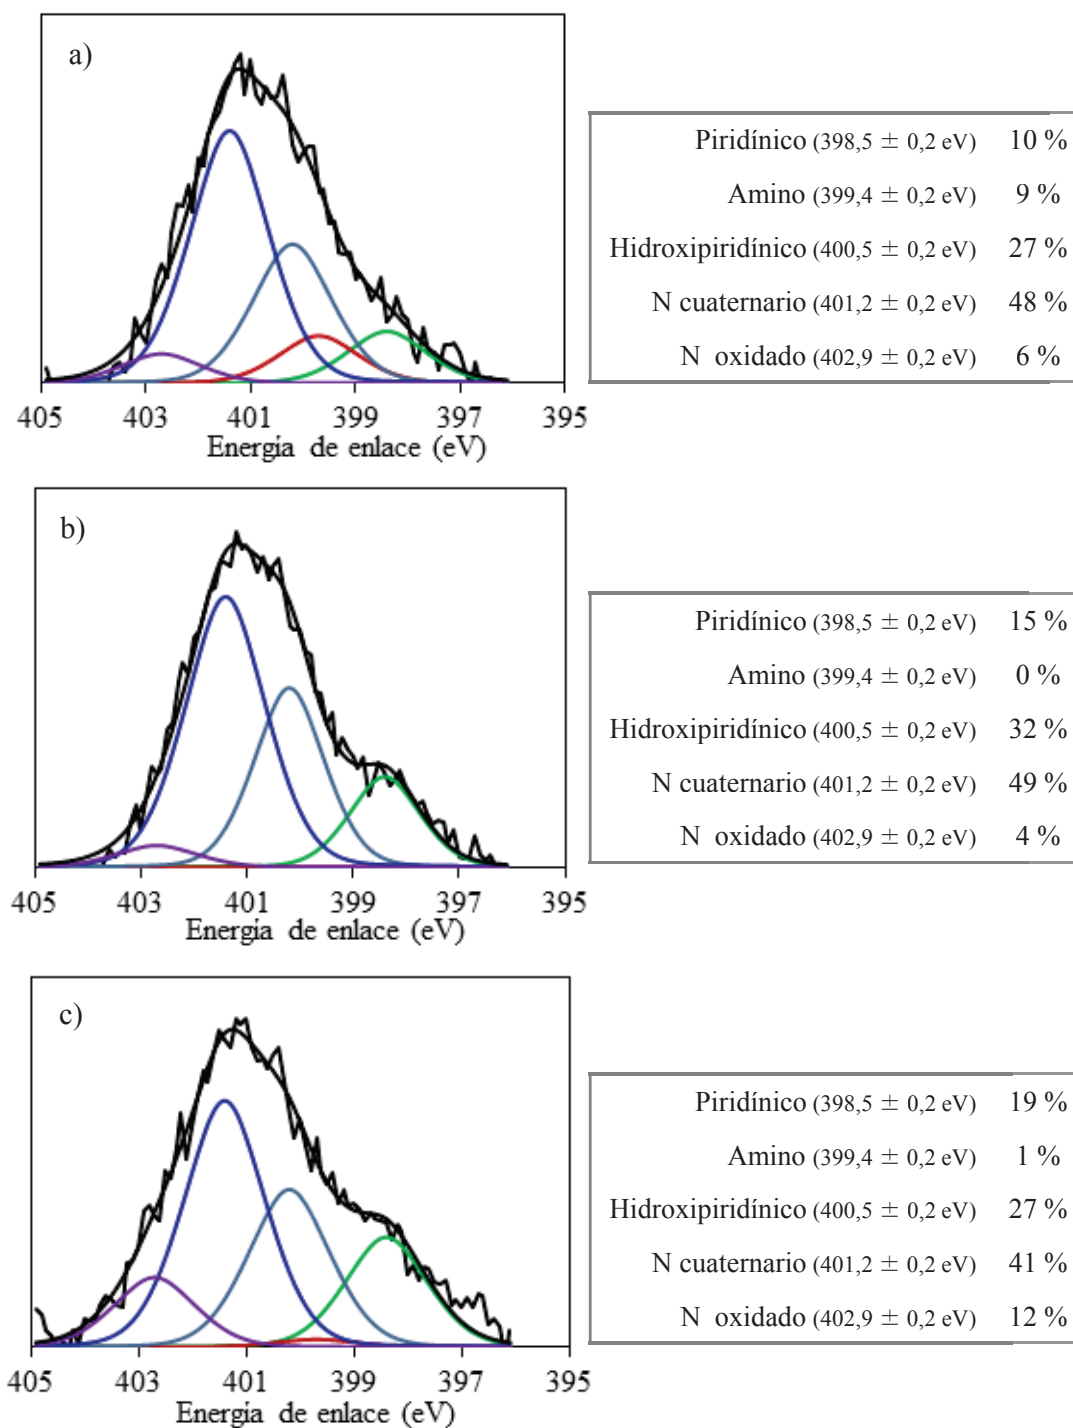 a)
405 403 401 399 397 395
Energía de enlace (eV)
Piridínico (398,5 ± 0,2 eV) 10 %
Amino (399,4 ± 0,2 eV) 9 %
Hidroxipiridínico (400,5 ± 0,2 eV) 27 %
N cuaternario (401,2 ± 0,2 eV) 48 %
N oxidado (402,9 ± 0,2 eV) 6 %
b)
405 403 401 399 397 395
Energía de enlace (eV)
Piridínico (398,5 ± 0,2 eV) 15 %
Amino (399,4 ± 0,2 eV) 0 %
Hidroxipiridínico (400,5 ± 0,2 eV) 32 %
N cuaternario (401,2 ± 0,2 eV) 49 %
N oxidado (402,9 ± 0,2 eV) 4 %
c)
405 403 401 399 397 395
Energía de enlace (eV)
Piridínico (398,5 ± 0,2 eV) 19 %
Amino (399,4 ± 0,2 eV) 1 %
Hidroxipiridínico (400,5 ± 0,2 eV) 27 %
N cuaternario (401,2 ± 0,2 eV) 41 %
N oxidado (402,9 ± 0,2 eV) 12 %